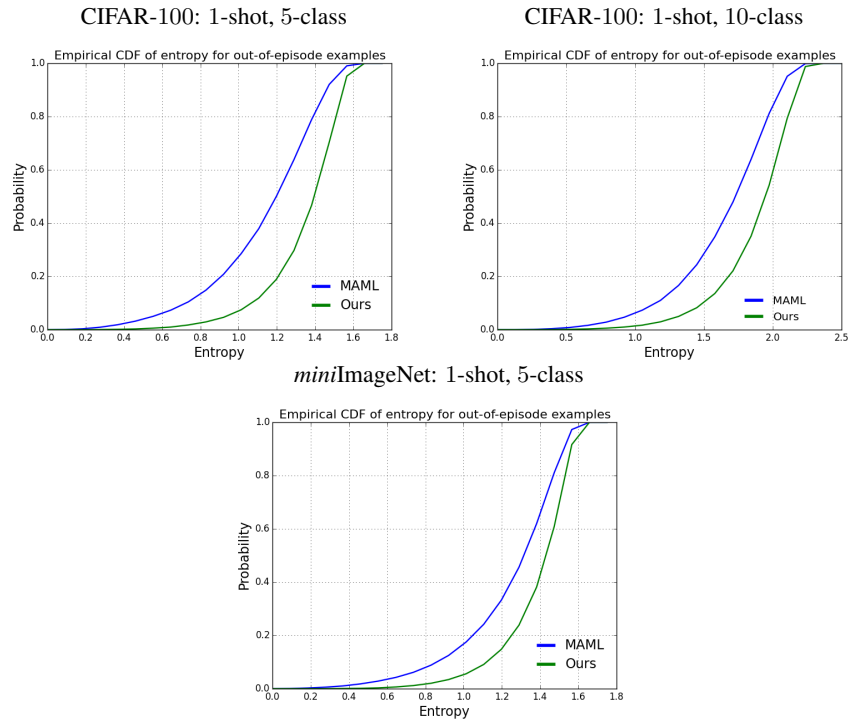 CIFAR-100: 1-shot, 5-class
Empirical CDF of entropy for out-of-episode examples
1.0
0.8
0.6
0.4
0.2
0.0
Probability
0.0 0.2 0.4 0.6 0.8 1.0 1.2 1.4 1.6 1.8
Entropy
MAML
Ours
CIFAR-100: 1-shot, 10-class
Empirical CDF of entropy for out-of-episode examples
1.0
0.8
0.6
0.4
0.2
0.0
Probability
0.0 0.5 1.0 1.5 2.0 2.5
Entropy
MAML
Ours
miniImageNet: 1-shot, 5-class
Empirical CDF of entropy for out-of-episode examples
1.0
0.8
0.6
0.4
0.2
0.0
Probability
0.0 0.2 0.4 0.6 0.8 1.0 1.2 1.4 1.6 1.8
Entropy
MAML
Ours